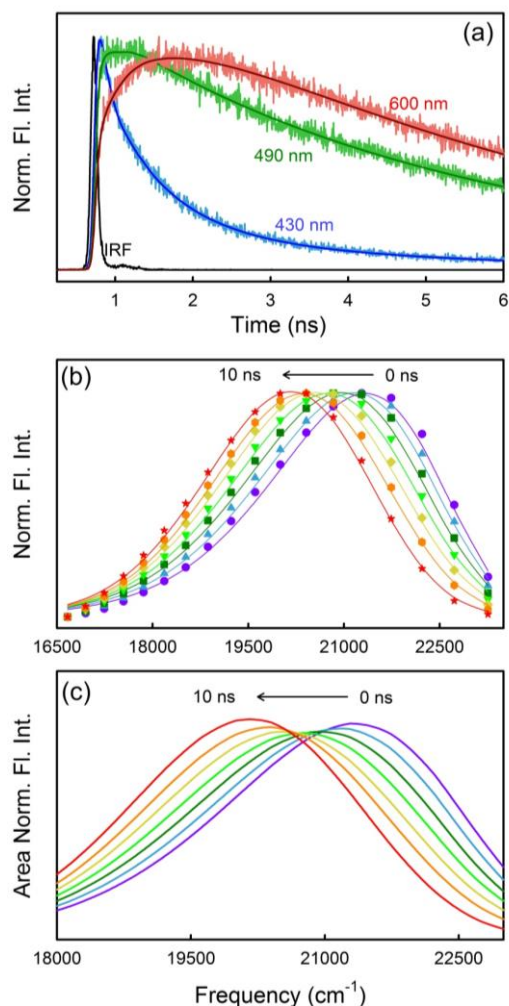 (a)
Norm. Fl. Int.
600 nm
490 nm
430 nm
IRF
1 2 3 4 5 6
Time (ns)
(b)
10 ns 0 ns
Norm. Fl. Int.
16500 18000 19500 21000 22500
(c)
10 ns 0 ns
Area Norm. Fl. Int.
18000 19500 21000 22500
Frequency (cm⁻¹)